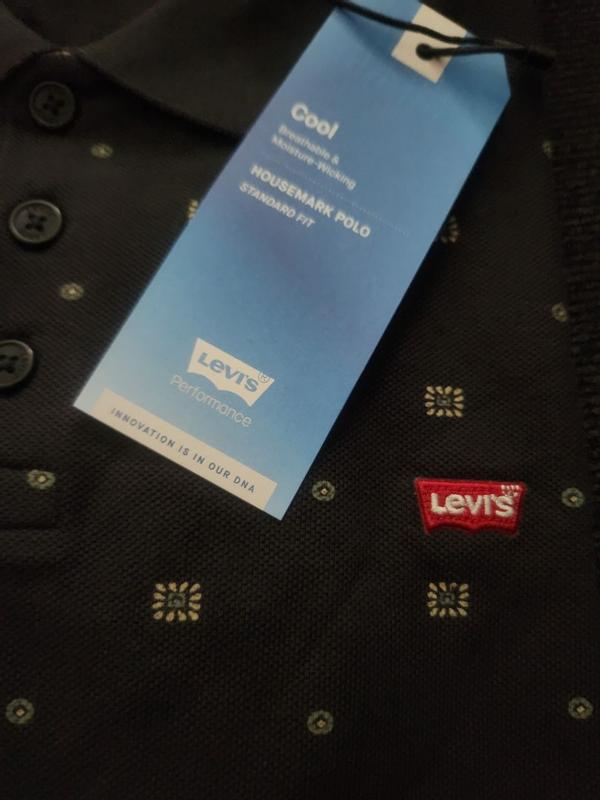 Cool
Breathable &
Moisture-Wicking
HOUSEMARK POLO
STANDARD FIT
Levi's®
Performance
INNOVATION IS IN OUR DNA
Levi's